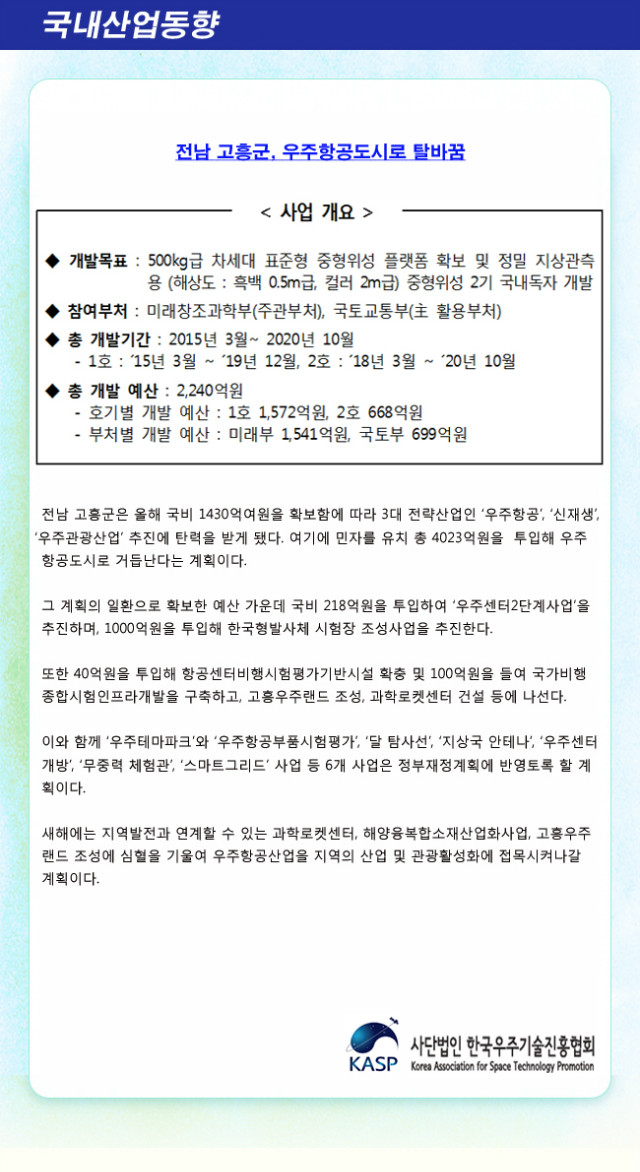 국내산업동향
전남 고흥군, 우주항공도시로 탈바꿈
< 사업 개요 >
◆ 개발목표 : 500kg급 차세대 표준형 중형위성 플랫폼 확보 및 정밀 지상관측
용 (해상도 : 흑백 0.5m급, 컬러 2m급) 중형위성 2기 국내독자 개발
◆ 참여부처 : 미래창조과학부(주관부처), 국토교통부(主 활용부처)
◆ 총 개발기간 : 2015년 3월~ 2020년 10월
- 1호 : ´15년 3월 ~ ´19년 12월, 2호 : ´18년 3월 ~ ´20년 10월
◆ 총 개발 예산 : 2,240억원
- 호기별 개발 예산 : 1호 1,572억원, 2호 668억원
- 부처별 개발 예산 : 미래부 1,541억원, 국토부 699억원
전남 고흥군은 올해 국비 1430억여원을 확보함에 따라 3대 전략산업인 '우주항공', '신재생',
'우주관광산업' 추진에 탄력을 받게 됐다. 여기에 민자를 유치 총 4023억원을 투입해 우주
항공도시로 거듭난다는 계획이다.
그 계획의 일환으로 확보한 예산 가운데 국비 218억원을 투입하여 '우주센터2단계사업'을
추진하며, 1000억원을 투입해 한국형발사체 시험장 조성사업을 추진한다.
또한 40억원을 투입해 항공센터비행시험평가기반시설 확충 및 100억원을 들여 국가비행
종합시험인프라개발을 구축하고, 고흥우주랜드 조성, 과학로켓센터 건설 등에 나선다.
이와 함께 '우주테마파크'와 '우주항공부품시험평가', '달 탐사선', '지상국 안테나', '우주센터
개방', '무중력 체험관', '스마트그리드' 사업 등 6개 사업은 정부재정계획에 반영토록 할 계
획이다.
새해에는 지역발전과 연계할 수 있는 과학로켓센터, 해양융복합소재산업화사업, 고흥우주
랜드 조성에 심혈을 기울여 우주항공산업을 지역의 산업 및 관광활성화에 접목시켜나갈
계획이다.
KASP
사단법인 한국우주기술진흥협회
Korea Association for Space Technology Promotion